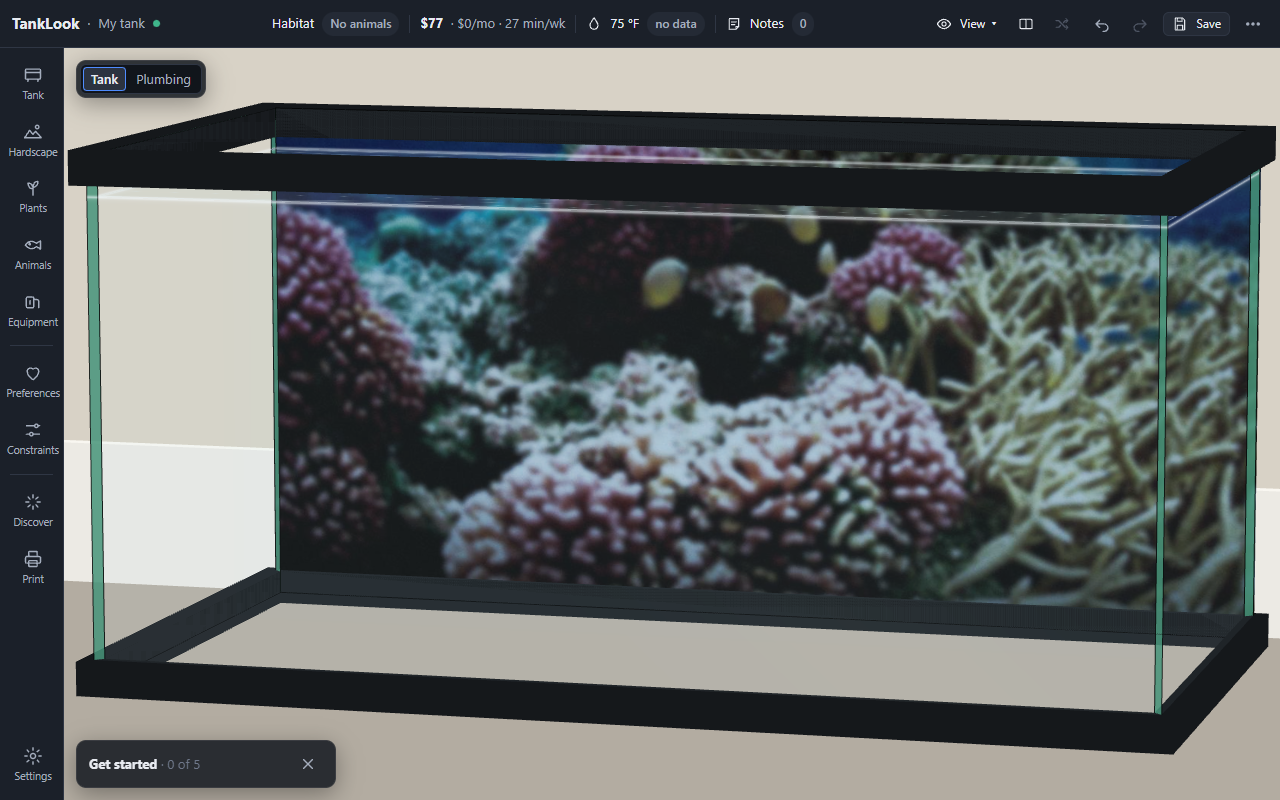 TankLook · My tank
Habitat No animals $77 · $0/mo · 27 min/wk 75 °F no data Notes 0
View Save
Tank Plumbing
Tank
Hardscape
Plants
Animals
Equipment
Preferences
Constraints
Discover
Print
Settings
Get started · 0 of 5